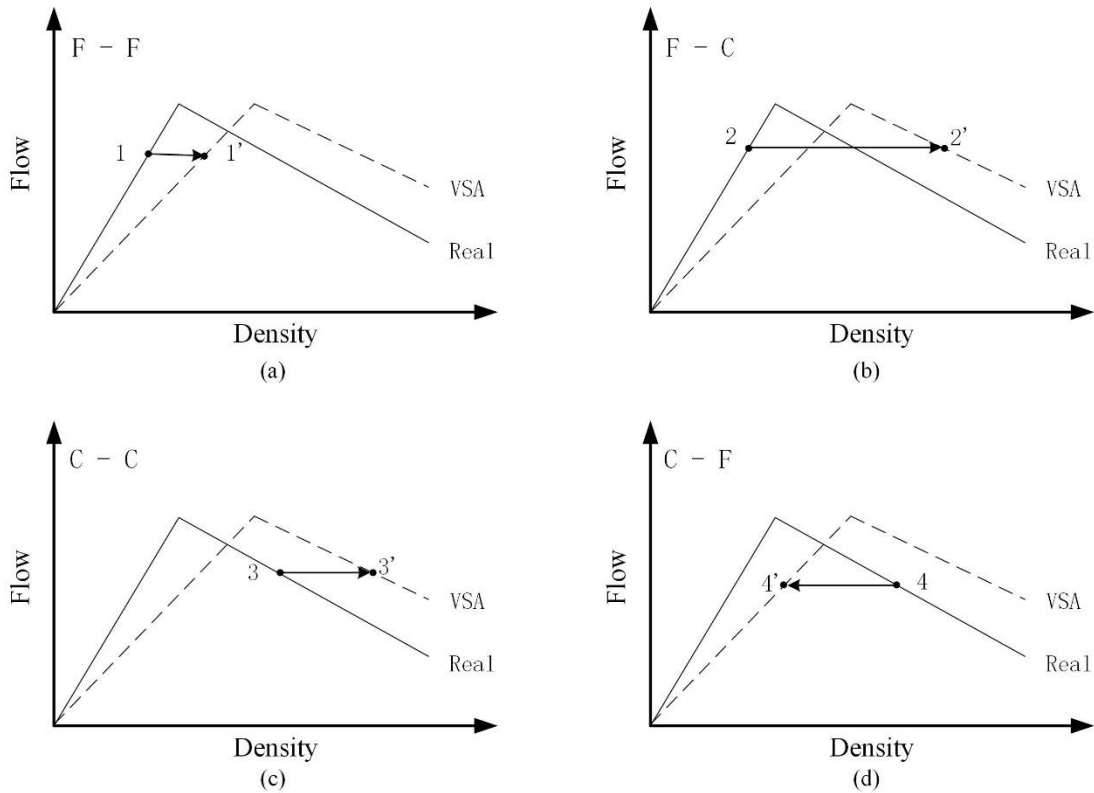 F - F
Flow
1
1'
VSA
Real
Density
(a)
F - C
Flow
2
2'
VSA
Real
Density
(b)
C - C
Flow
3
3'
VSA
Real
Density
(c)
C - F
Flow
4'
4
VSA
Real
Density
(d)